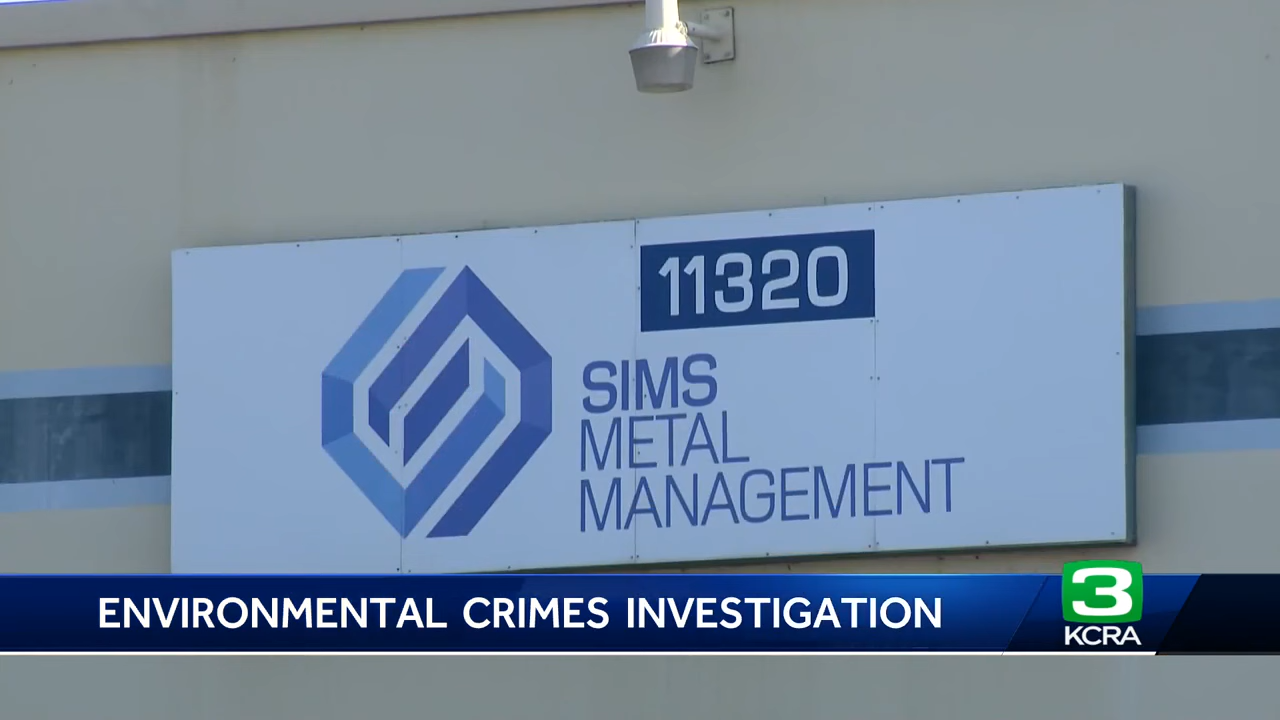 11320
SIMS
METAL
MANAGEMENT
ENVIRONMENTAL CRIMES INVESTIGATION
3
KCRA